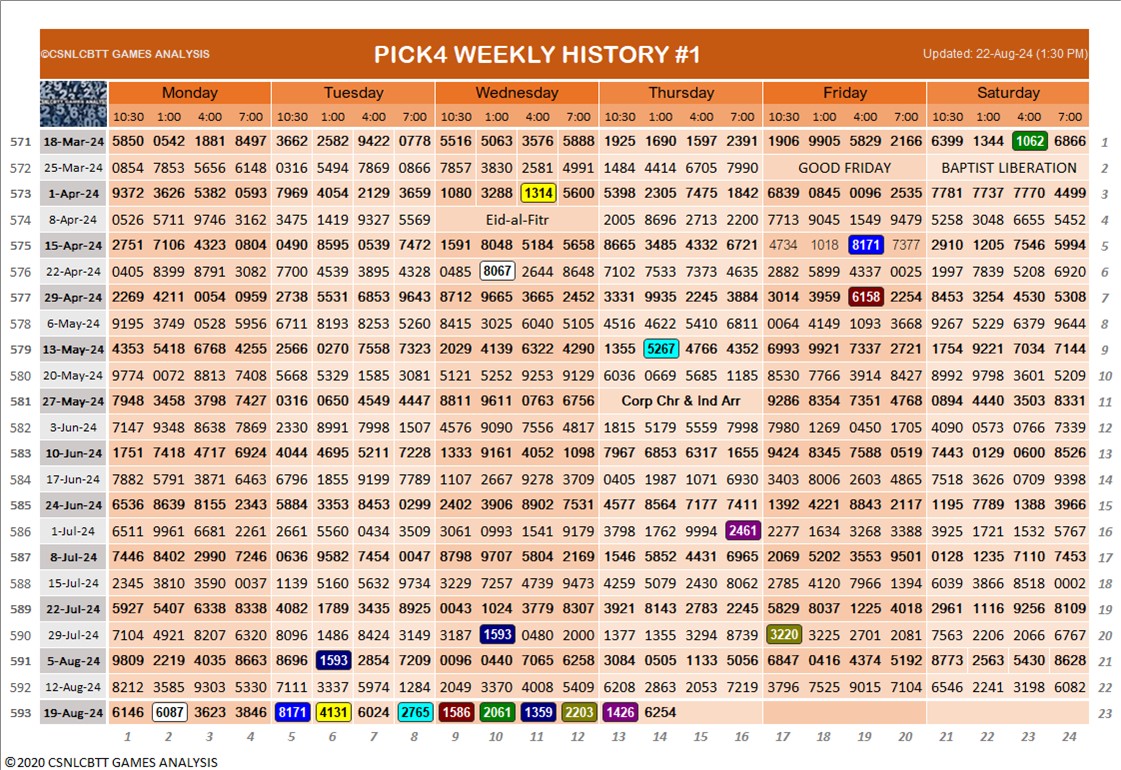 ©CSNLCBTT GAMES ANALYSIS PICK4 WEEKLY HISTORY #1 Updated: 22-Aug-24 (1:30 PM)
CSNLCBTT GAMES ANALYSIS Monday Tuesday Wednesday Thursday Friday Saturday
10:30 1:00 4:00 7:00 10:30 1:00 4:00 7:00 10:30 1:00 4:00 7:00 10:30 1:00 4:00 7:00 10:30 1:00 4:00 7:00 10:30 1:00 4:00 7:00
571 18-Mar-24 5850 0542 1881 8497 3662 2582 9422 0778 5516 5063 3576 5888 1925 1690 1597 2391 1906 9905 5829 2166 6399 1344 1062 6866 1
572 25-Mar-24 0854 7853 5656 6148 0316 5494 7869 0866 7857 3830 2581 4991 1484 4414 6705 7990 GOOD FRIDAY BAPTIST LIBERATION 2
573 1-Apr-24 9372 3626 5382 0593 7969 4054 2129 3659 1080 3288 1314 5600 5398 2305 7475 1842 6839 0845 0096 2535 7781 7737 7770 4499 3
574 8-Apr-24 0526 5711 9746 3162 3475 1419 9327 5569 Eid-al-Fitr 2005 8696 2713 2200 7713 9045 1549 9479 5258 3048 6655 5452 4
575 15-Apr-24 2751 7106 4323 0804 0490 8595 0539 7472 1591 8048 5184 5658 8665 3485 4332 6721 4734 1018 8171 7377 2910 1205 7546 5994 5
576 22-Apr-24 0405 8399 8791 3082 7700 4539 3895 4328 0485 8067 2644 8648 7102 7533 7373 4635 2882 5899 4337 0025 1997 7839 5208 6920 6
577 29-Apr-24 2269 4211 0054 0959 2738 5531 6853 9643 8712 9665 3665 2452 3331 9935 2245 3884 3014 3959 6158 2254 8453 3254 4530 5308 7
578 6-May-24 9195 3749 0528 5956 6711 8193 8253 5260 8415 3025 6040 5105 4516 4622 5410 6811 0064 4149 1093 3668 9267 5229 6379 9644 8
579 13-May-24 4353 5418 6768 4255 2566 0270 7558 7323 2029 4139 6322 4290 1355 5267 4766 4352 6993 9921 7337 2721 1754 9221 7034 7144 9
580 20-May-24 9774 0072 8813 7408 5668 5329 1585 3081 5121 5252 9253 9129 6036 0669 5685 1185 8530 7766 3914 8427 8992 9798 3601 5209 10
581 27-May-24 7948 3458 3798 7427 0316 0650 4549 4447 8811 9611 0763 6756 Corp Chr & Ind Arr 9286 8354 7351 4768 0894 4440 3503 8331 11
582 3-Jun-24 7147 9348 8638 7869 2330 8991 7998 1507 4576 9090 7556 4817 1815 5179 5559 7998 7980 1269 0450 1705 4090 0573 0766 7339 12
583 10-Jun-24 1751 7418 4717 6924 4044 4695 5211 7228 1333 9161 4052 1098 7967 6853 6317 1655 9424 8345 7588 0519 7443 0129 0600 8526 13
584 17-Jun-24 7882 5791 3871 6463 6796 1855 9199 7789 1107 2667 9278 3709 0405 1987 1071 6930 3403 8006 2603 4865 7518 3626 0709 9398 14
585 24-Jun-24 6536 8639 8155 2343 5884 3353 8453 0299 2402 3906 8902 7531 4577 8564 7177 7411 1392 4221 8843 2117 1195 7789 1388 3966 15
586 1-Jul-24 6511 9961 6681 2261 2661 5560 0434 3509 3061 0993 1541 9179 3798 1762 9994 2461 2277 1634 3268 3388 3925 1721 1532 5767 16
587 8-Jul-24 7446 8402 2990 7246 0636 9582 7454 0047 8798 9707 5804 2169 1546 5852 4431 6965 2069 5202 3553 9501 0128 1235 7110 7453 17
588 15-Jul-24 2345 3810 3590 0037 1139 5160 5632 9734 3229 7257 4739 9473 4259 5079 2430 8062 2785 4120 7966 1394 6039 3866 8518 0002 18
589 22-Jul-24 5927 5407 6338 8338 4082 1789 3435 8925 0043 1024 3779 8307 3921 8143 2783 2245 5829 8037 1225 4018 2961 1116 9256 8109 19
590 29-Jul-24 7104 4921 8207 6320 8096 1486 8424 3149 3187 1593 0480 2000 1377 1355 3294 8739 3220 3225 2701 2081 7563 2206 2066 6767 20
591 5-Aug-24 9809 2219 4035 8663 8696 1593 2854 7209 0096 0440 7065 6258 3084 0505 1133 5056 6847 0416 4374 5192 8773 2563 5430 8628 21
592 12-Aug-24 8212 3585 9303 5330 7111 3337 5974 1284 2049 3370 4008 5409 6208 2863 2053 7219 3796 7525 9015 7104 6546 2241 3198 6082 22
593 19-Aug-24 6146 6087 3623 3846 8171 4131 6024 2765 1586 2061 1359 2203 1426 6254 23
1 2 3 4 5 6 7 8 9 10 11 12 13 14 15 16 17 18 19 20 21 22 23 24
©2020 CSNLCBTT GAMES ANALYSIS